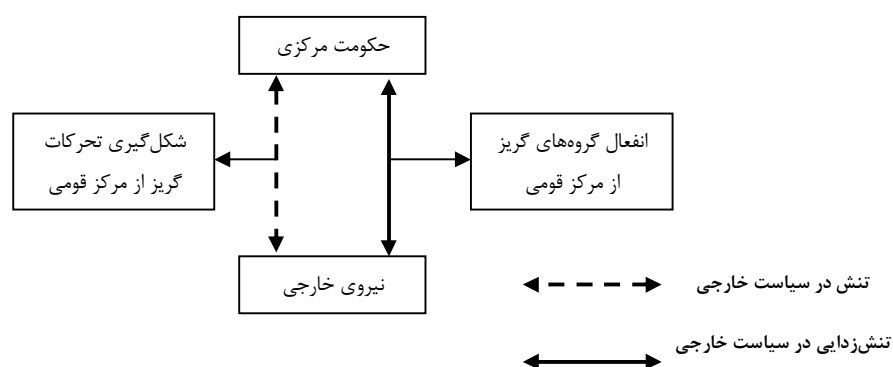 حکومت مرکزی
انفعال گروه‌های گریز
از مرکز قومی
شکل‌گیری تحرکات
گریز از مرکز قومی
نیروی خارجی
تنش در سیاست خارجی
تنش‌زدایی در سیاست خارجی